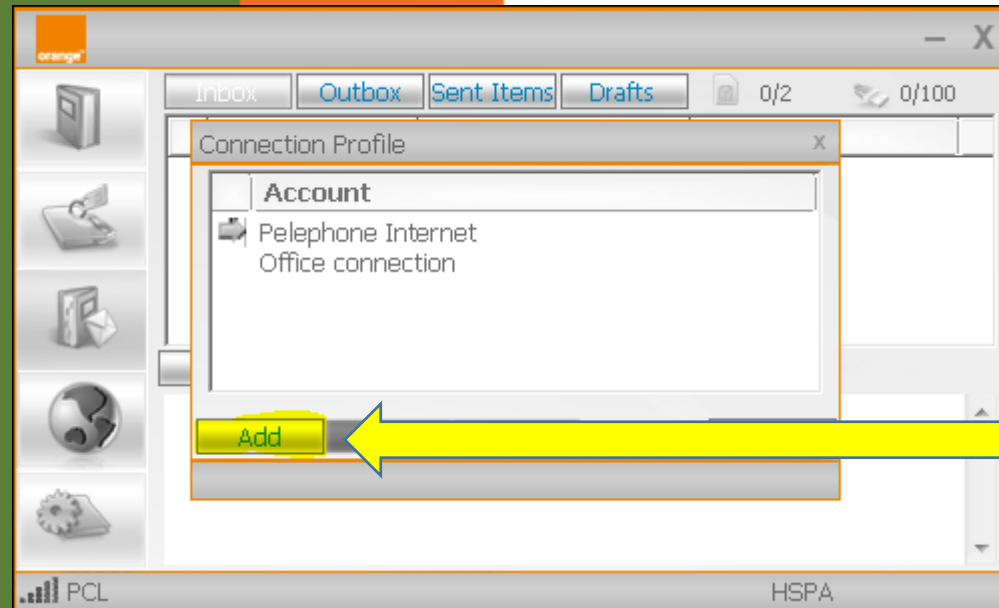 orange
– X
Inbox Outbox Sent Items Drafts 0/2 0/100
Connection Profile x
Account
Pelephone Internet
Office connection
Add
PCL HSPA